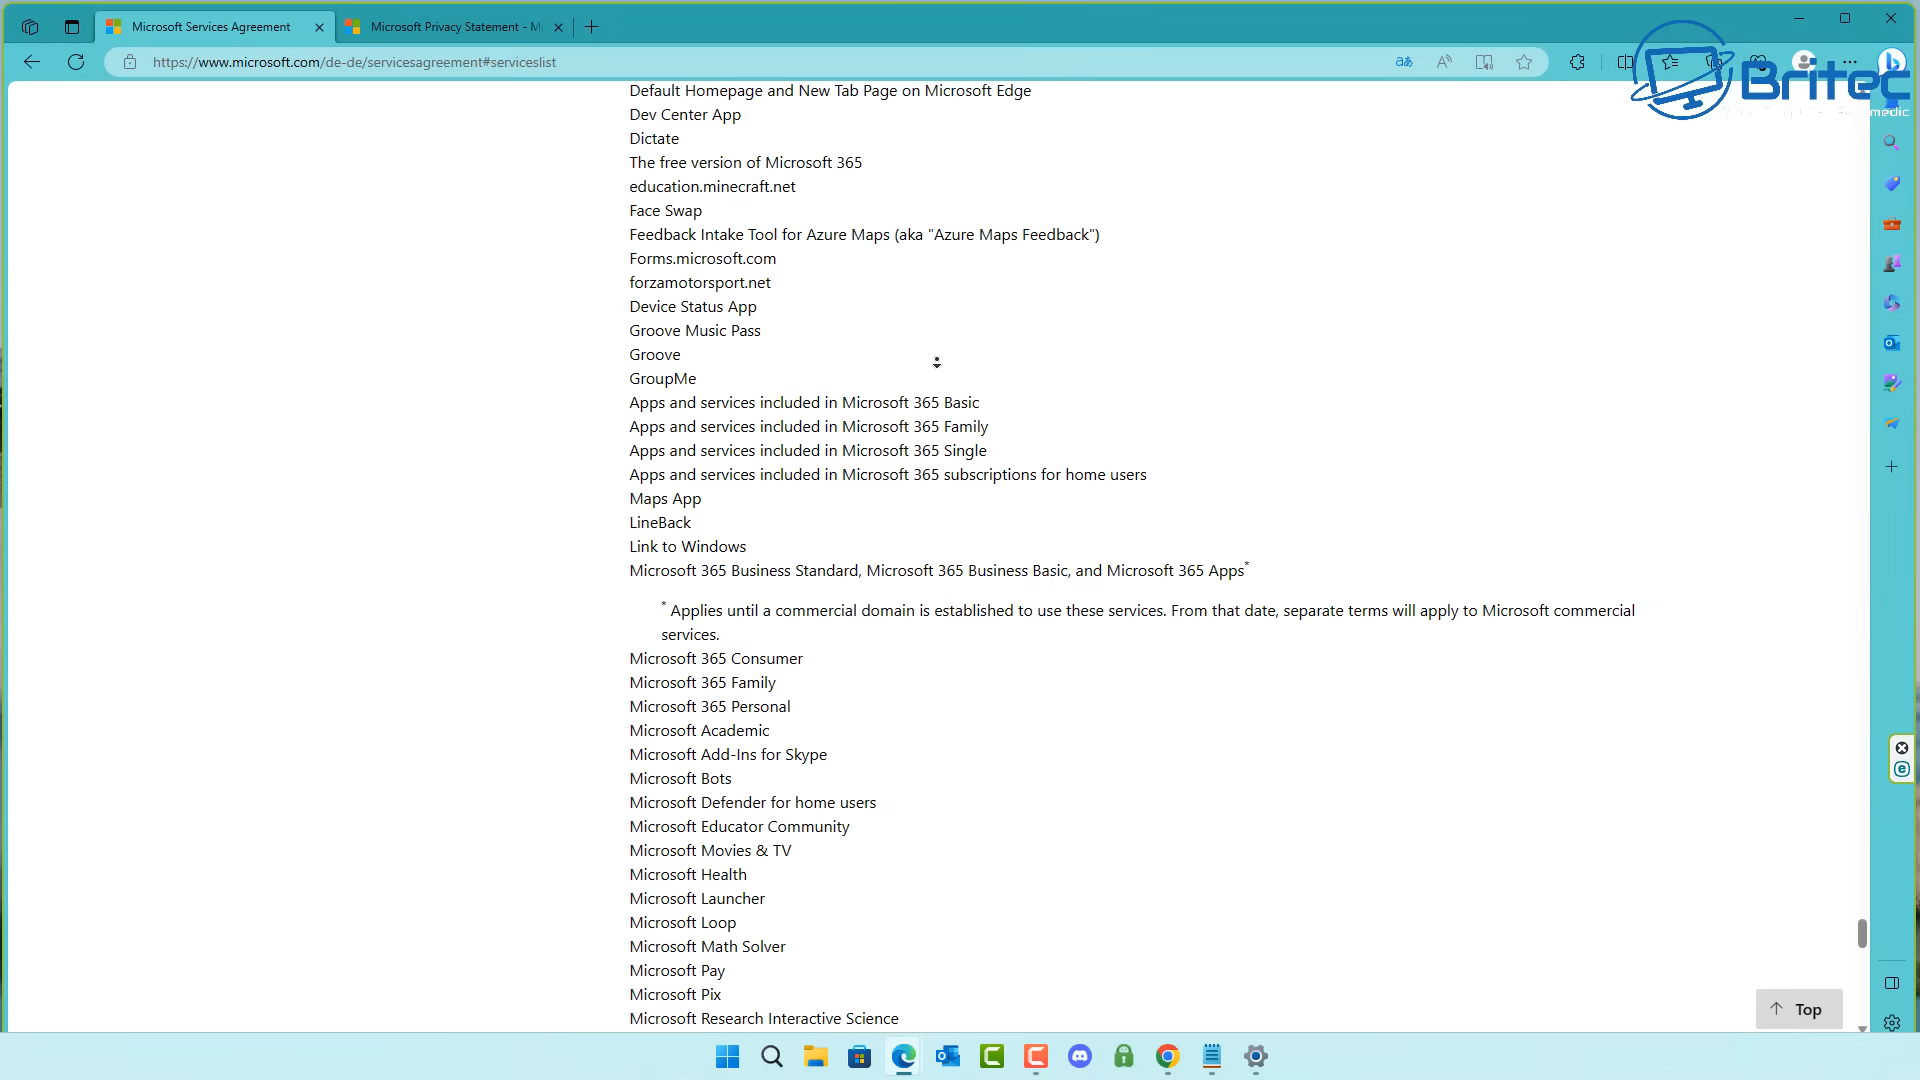 Microsoft Services Agreement
Microsoft Privacy Statement - Mi
https://www.microsoft.com/de-de/servicesagreement#serviceslist
Britec
medic
Default Homepage and New Tab Page on Microsoft Edge
Dev Center App
Dictate
The free version of Microsoft 365
education.minecraft.net
Face Swap
Feedback Intake Tool for Azure Maps (aka "Azure Maps Feedback")
Forms.microsoft.com
forzamotorsport.net
Device Status App
Groove Music Pass
Groove
GroupMe
Apps and services included in Microsoft 365 Basic
Apps and services included in Microsoft 365 Family
Apps and services included in Microsoft 365 Single
Apps and services included in Microsoft 365 subscriptions for home users
Maps App
LineBack
Link to Windows
Microsoft 365 Business Standard, Microsoft 365 Business Basic, and Microsoft 365 Apps*
* Applies until a commercial domain is established to use these services. From that date, separate terms will apply to Microsoft commercial
services.
Microsoft 365 Consumer
Microsoft 365 Family
Microsoft 365 Personal
Microsoft Academic
Microsoft Add-Ins for Skype
Microsoft Bots
Microsoft Defender for home users
Microsoft Educator Community
Microsoft Movies & TV
Microsoft Health
Microsoft Launcher
Microsoft Loop
Microsoft Math Solver
Microsoft Pay
Microsoft Pix
Microsoft Research Interactive Science
Top